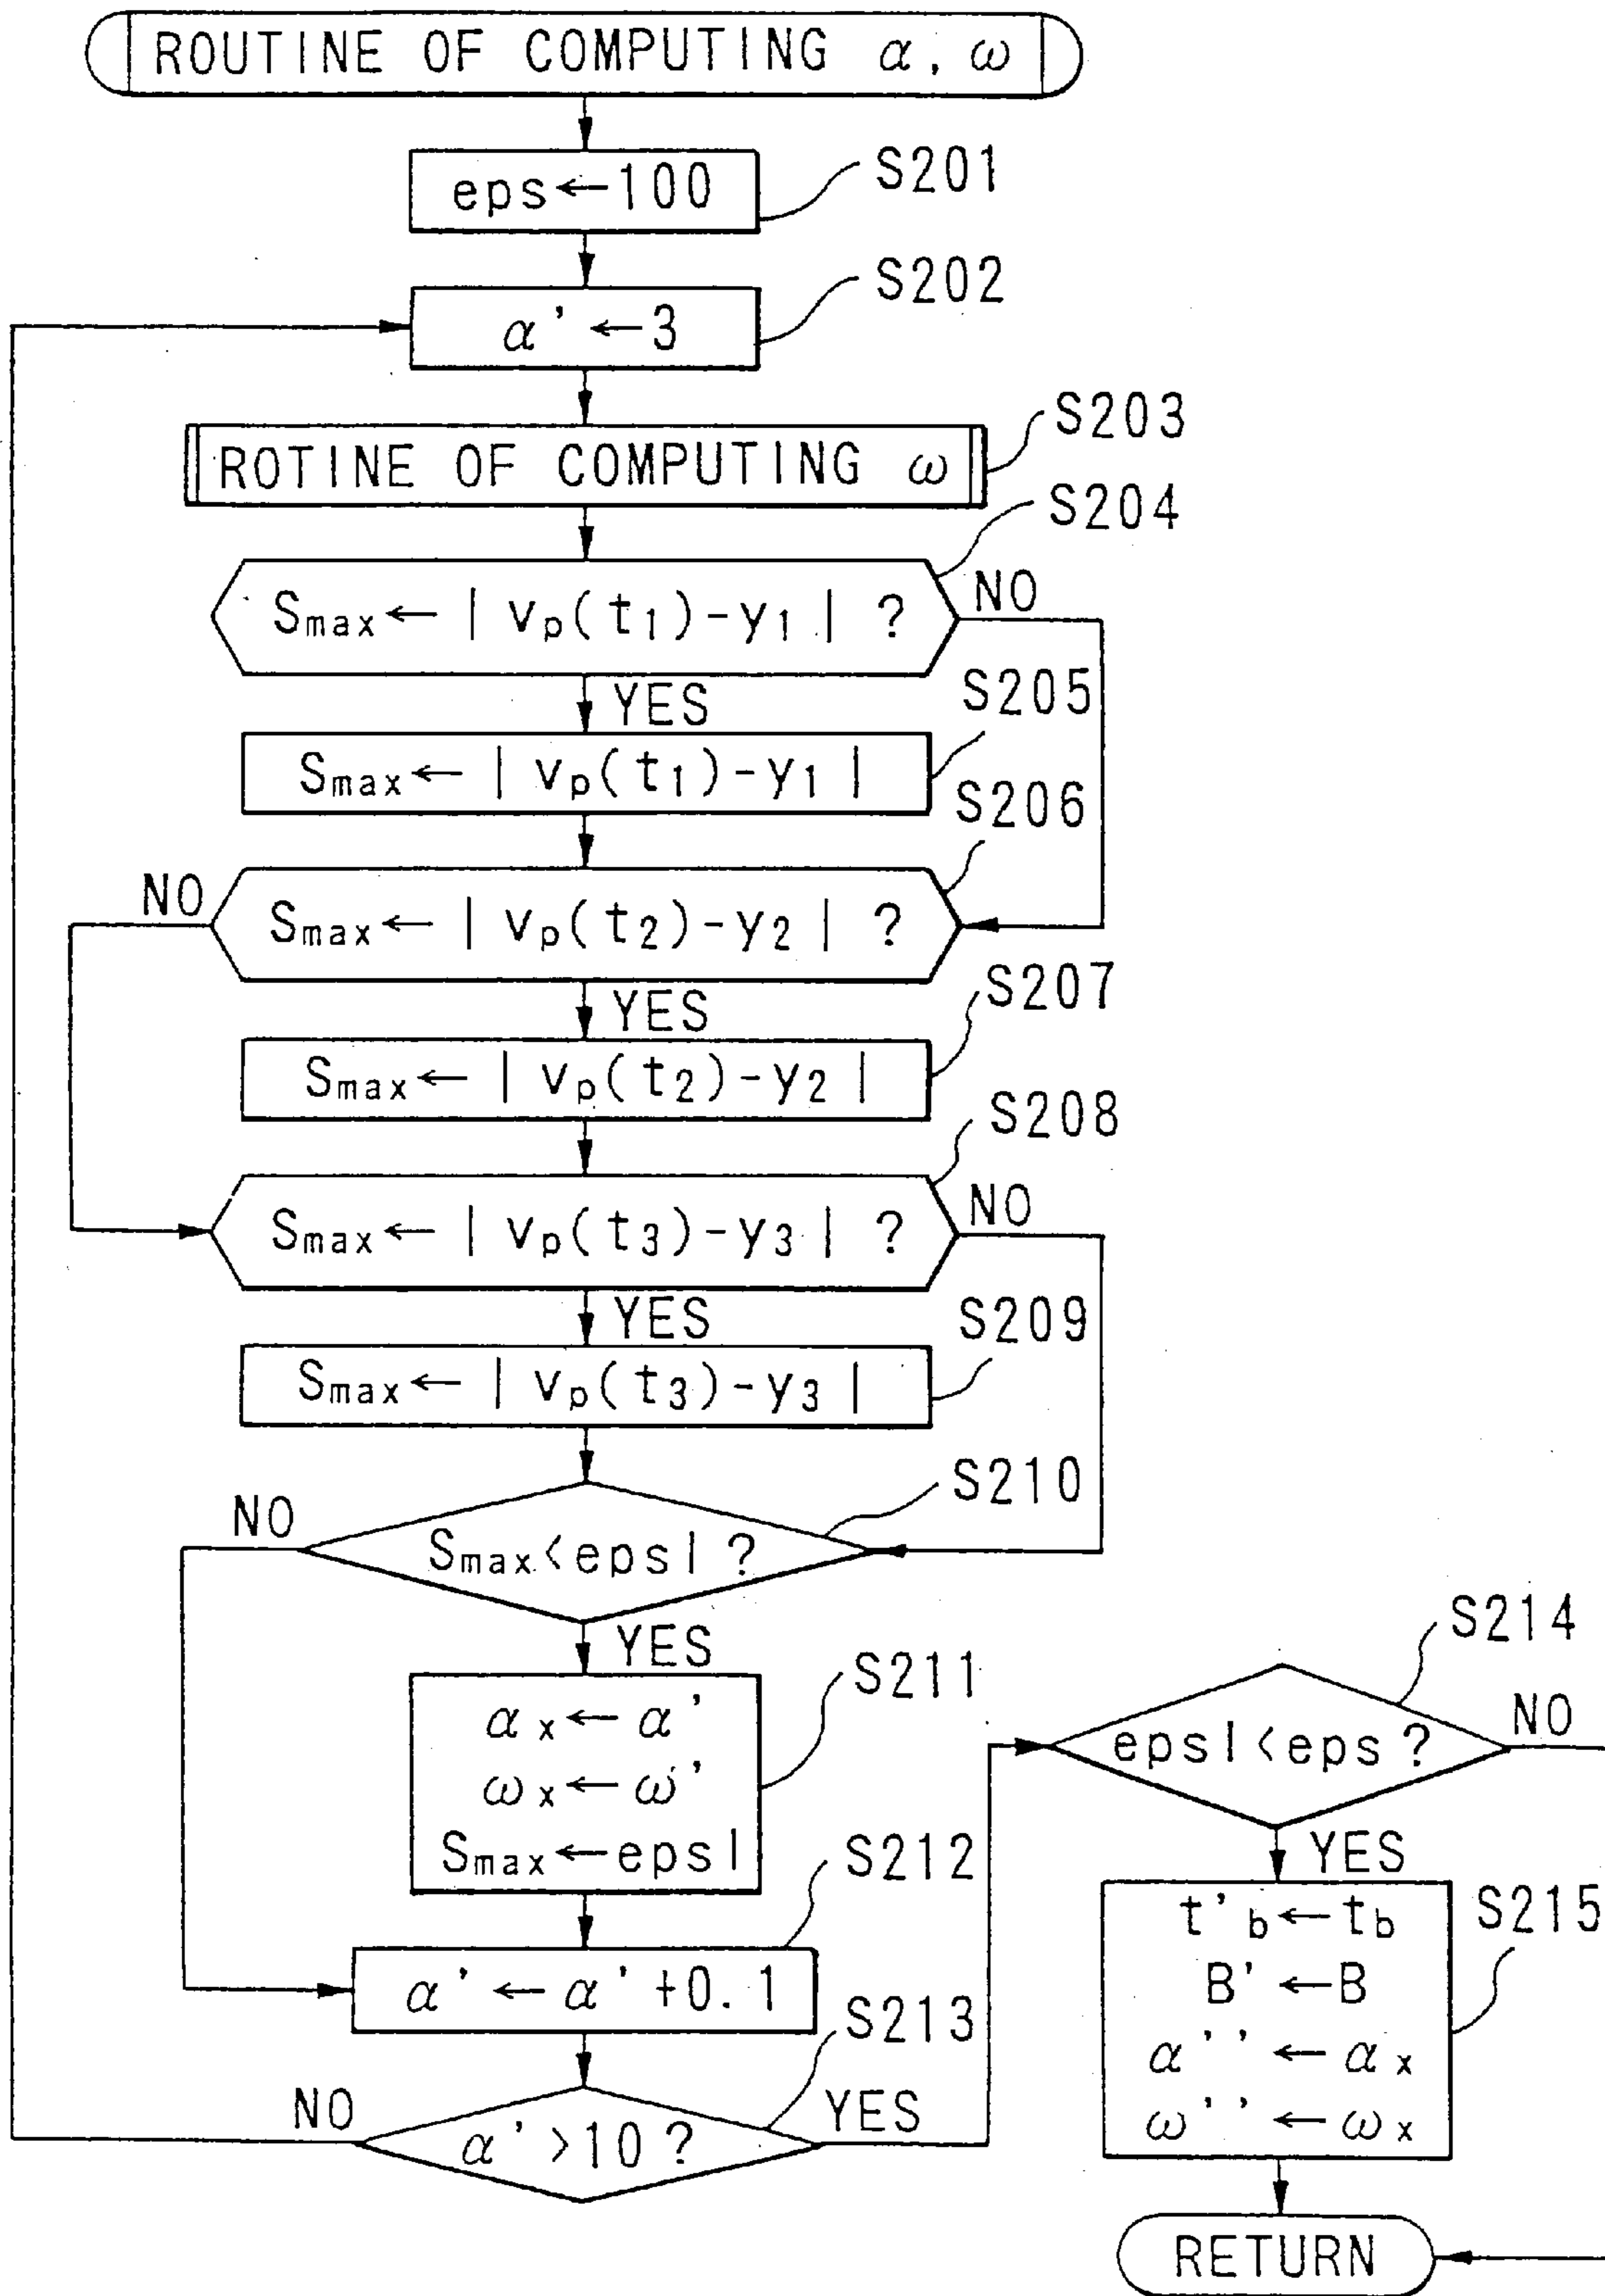 ROUTINE OF COMPUTING α, ω
eps←100
S201
α'←3
S202
ROTINE OF COMPUTING ω
S203
S204
Smax←|vp(t1)-y1| ?
NO
YES
S205
Smax←|vp(t1)-y1|
S206
NO
Smax←|vp(t2)-y2| ?
YES
S207
Smax←|vp(t2)-y2|
S208
Smax←|vp(t3)-y3| ?
NO
YES
S209
Smax←|vp(t3)-y3|
S210
NO
Smax<epsl ?
YES
S211
αx←α'
ωx←ω'
Smax←epsl
S212
α'←α'+0.1
S213
NO
α'>10 ?
YES
S214
epsl<eps ?
NO
YES
S215
t'b←tb
B'←B
α''←αx
ω''←ωx
RETURN